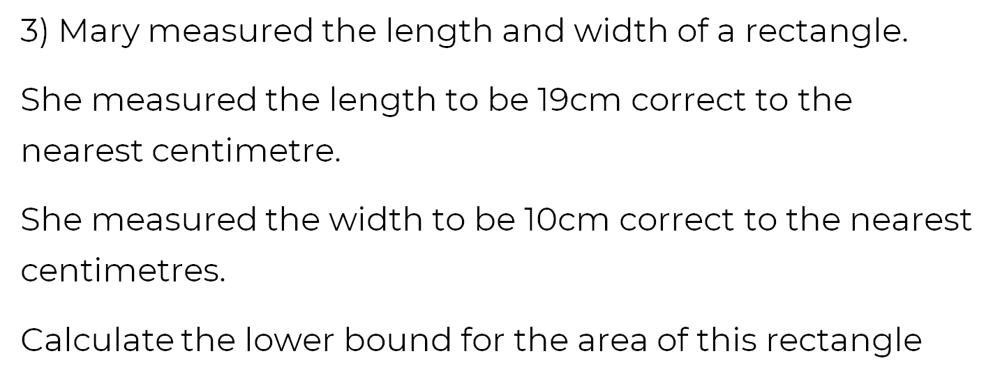 3) Mary measured the length and width of a rectangle.
She measured the length to be 19cm correct to the
nearest centimetre.
She measured the width to be 10cm correct to the nearest
centimetres.
Calculate the lower bound for the area of this rectangle